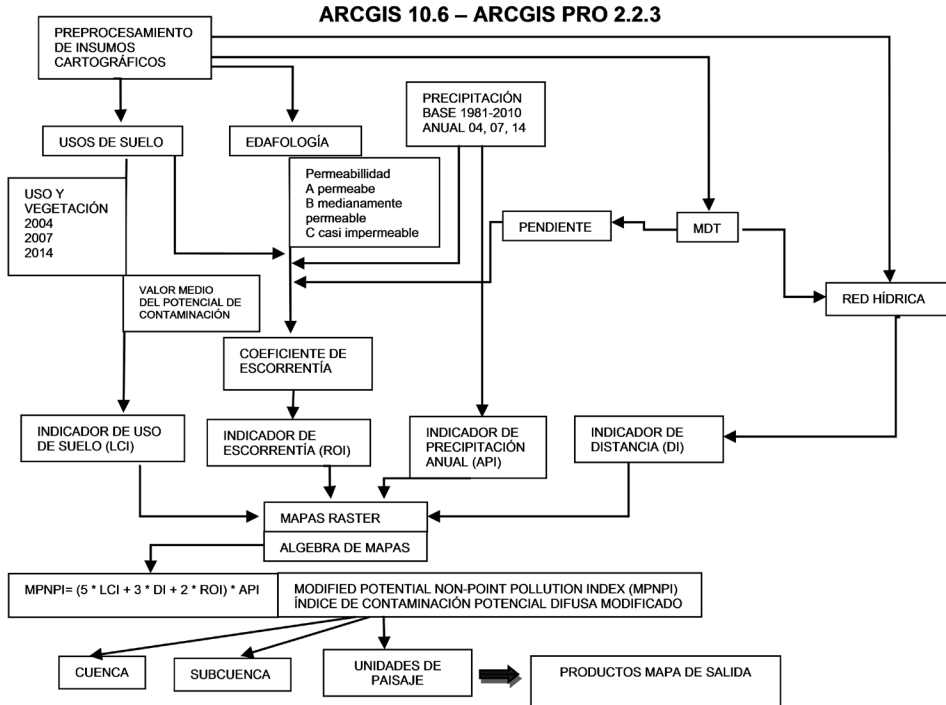 ARCGIS 10.6 – ARCGIS PRO 2.2.3
PREPROCESAMIENTO
DE INSUMOS
CARTOGRÁFICOS
PRECIPITACIÓN
BASE 1981-2010
ANUAL 04, 07, 14
USOS DE SUELO
EDAFOLOGÍA
Permeabillidad
A permeabe
B medianamente
permeable
C casi impermeable
USO Y
VEGETACIÓN
2004
2007
2014
PENDIENTE
MDT
VALOR MEDIO
DEL POTENCIAL DE
CONTAMINACIÓN
RED HÍDRICA
COEFICIENTE DE
ESCORRENTÍA
INDICADOR DE USO
DE SUELO (LCI)
INDICADOR DE
ESCORRENTÍA (ROI)
INDICADOR DE
PRECIPITACIÓN
ANUAL (API)
INDICADOR DE
DISTANCIA (DI)
MAPAS RASTER
ALGEBRA DE MAPAS
MPNPI= (5 * LCI + 3 * DI + 2 * ROI) * API
MODIFIED POTENTIAL NON-POINT POLLUTION INDEX (MPNPI)
ÍNDICE DE CONTAMINACIÓN POTENCIAL DIFUSA MODIFICADO
CUENCA
SUBCUENCA
UNIDADES DE
PAISAJE
PRODUCTOS MAPA DE SALIDA